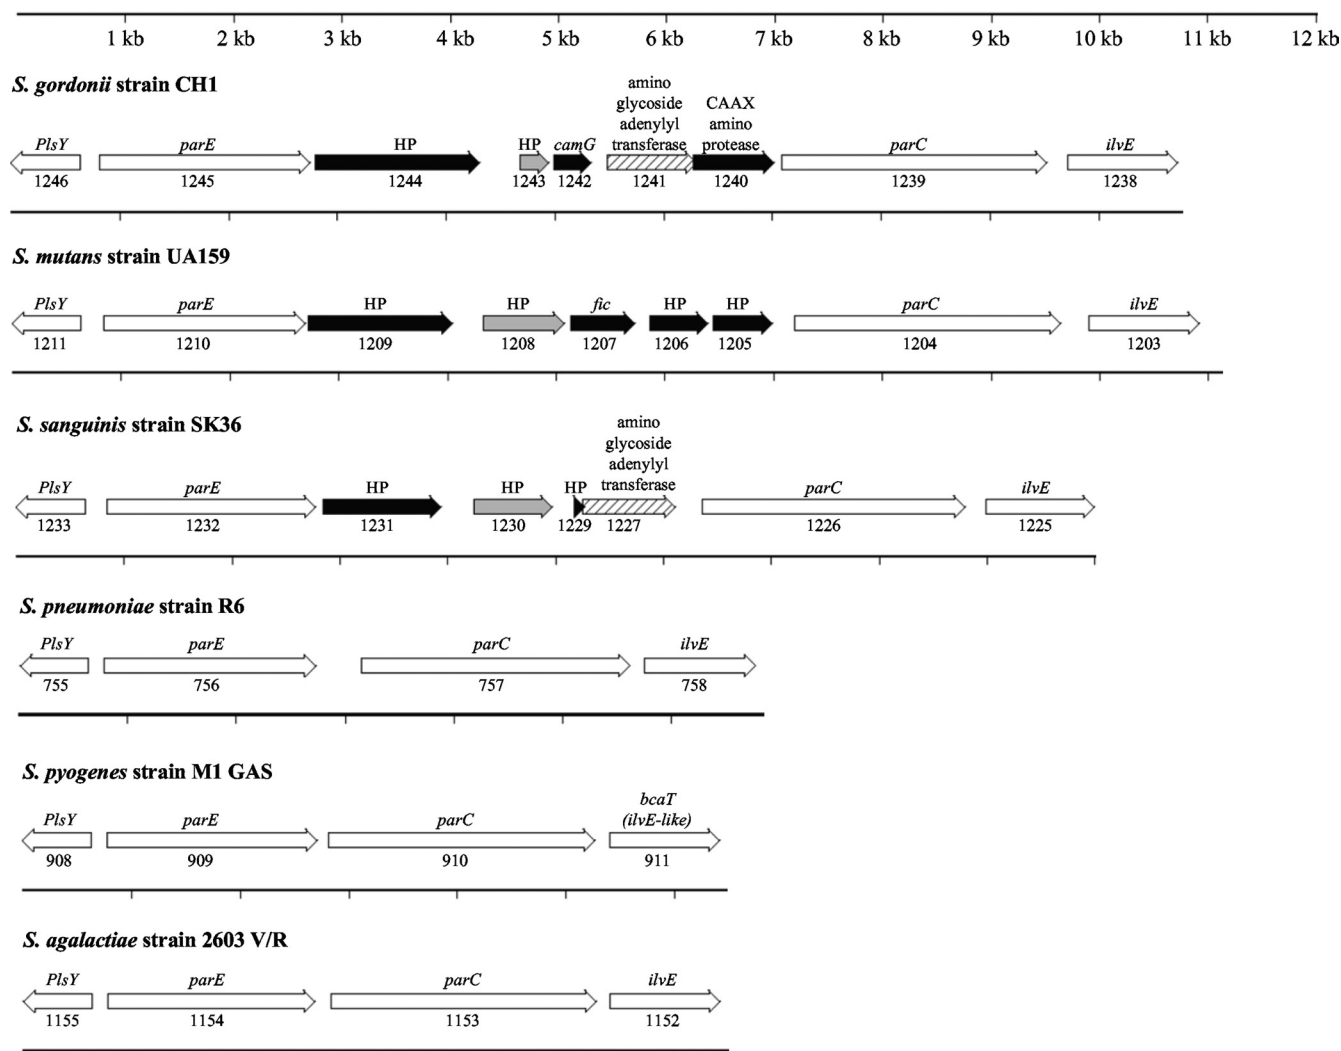 1 kb 2 kb 3 kb 4 kb 5 kb 6 kb 7 kb 8 kb 9 kb 10 kb 11 kb 12 kb
S. gordonii strain CH1
amino
glycoside
adenylyl
transferase
CAAX
amino
protease
PlsY parE HP HP camG parC ilvE
1246 1245 1244 1243 1242 1241 1240 1239 1238
S. mutans strain UA159
PlsY parE HP HP fic HP HP parC ilvE
1211 1210 1209 1208 1207 1206 1205 1204 1203
S. sanguinis strain SK36
amino
glycoside
adenylyl
transferase
PlsY parE HP HP HP parC ilvE
1233 1232 1231 1230 1229 1227 1226 1225
S. pneumoniae strain R6
PlsY parE parC ilvE
755 756 757 758
S. pyogenes strain M1 GAS
bcaT
PlsY parE parC (ilvE-like)
908 909 910 911
S. agalactiae strain 2603 V/R
PlsY parE parC ilvE
1155 1154 1153 1152